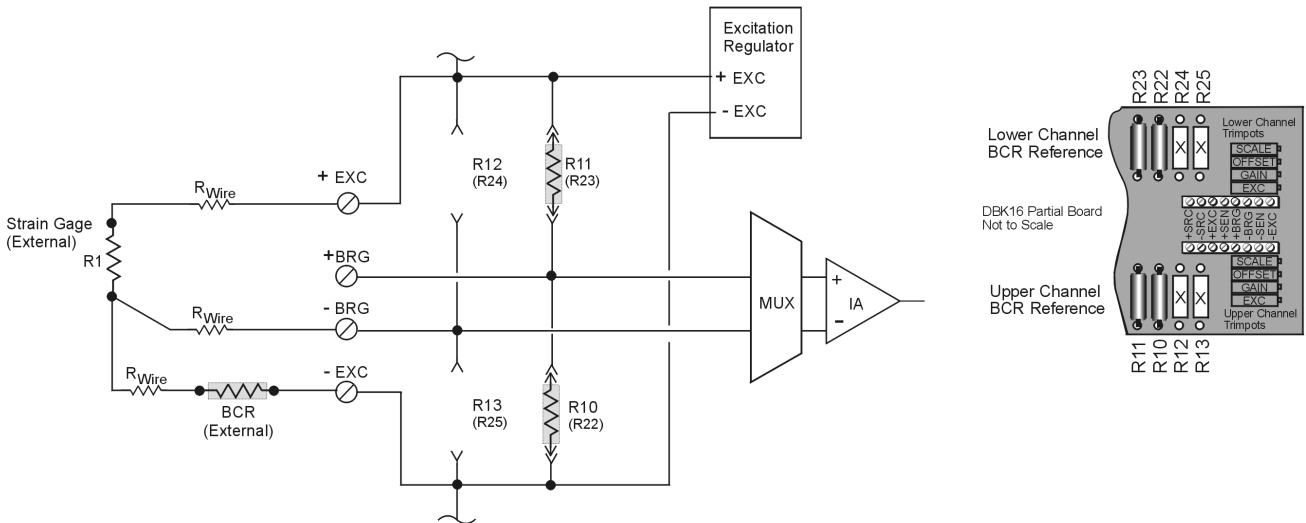 Excitation
Regulator
+ EXC
- EXC
R12
(R24)
R11
(R23)
+ EXC
RWire
Strain Gage
(External)
R1
+BRG
- BRG
RWire
MUX
+
IA
-
- EXC
RWire
BCR
(External)
R13
(R25)
R10
(R22)
R23
R22
R24
R25
Lower Channel
BCR Reference
X
X
Lower Channel
Trimpots
SCALE
OFFSET
GAIN
EXC
DBK16 Partial Board
Not to Scale
+SRC
-SRC
+EXC
+SEN
+BRG
-BRG
-SEN
-EXC
SCALE
OFFSET
GAIN
EXC
Upper Channel
Trimpots
Upper Channel
BCR Reference
X
X
R11
R10
R12
R13